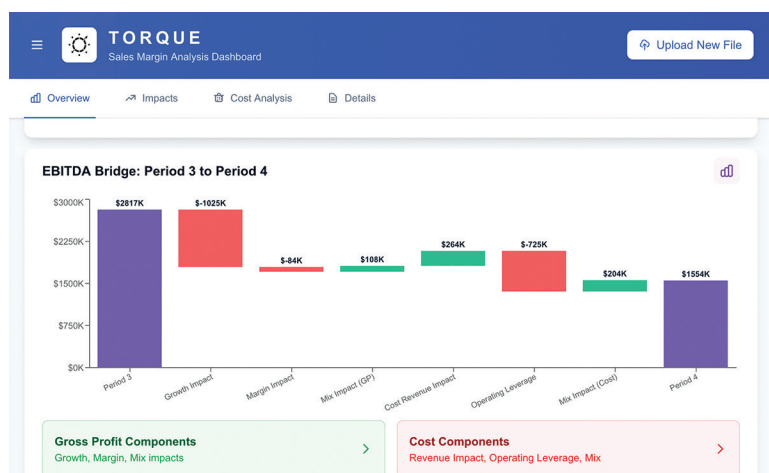 TORQUE
Sales Margin Analysis Dashboard
Upload New File
Overview
Impacts
Cost Analysis
Details
EBITDA Bridge: Period 3 to Period 4
$3000K
$2250K
$1500K
$750K
$0K
$2817K
$-1025K
$-84K
$108K
$264K
$-725K
$204K
$1554K
Period 3
Growth Impact
Margin Impact
Mix Impact (GP)
Cost Revenue Impact
Operating Leverage
Mix Impact (Cost)
Period 4
Gross Profit Components
Growth, Margin, Mix impacts
Cost Components
Revenue Impact, Operating Leverage, Mix